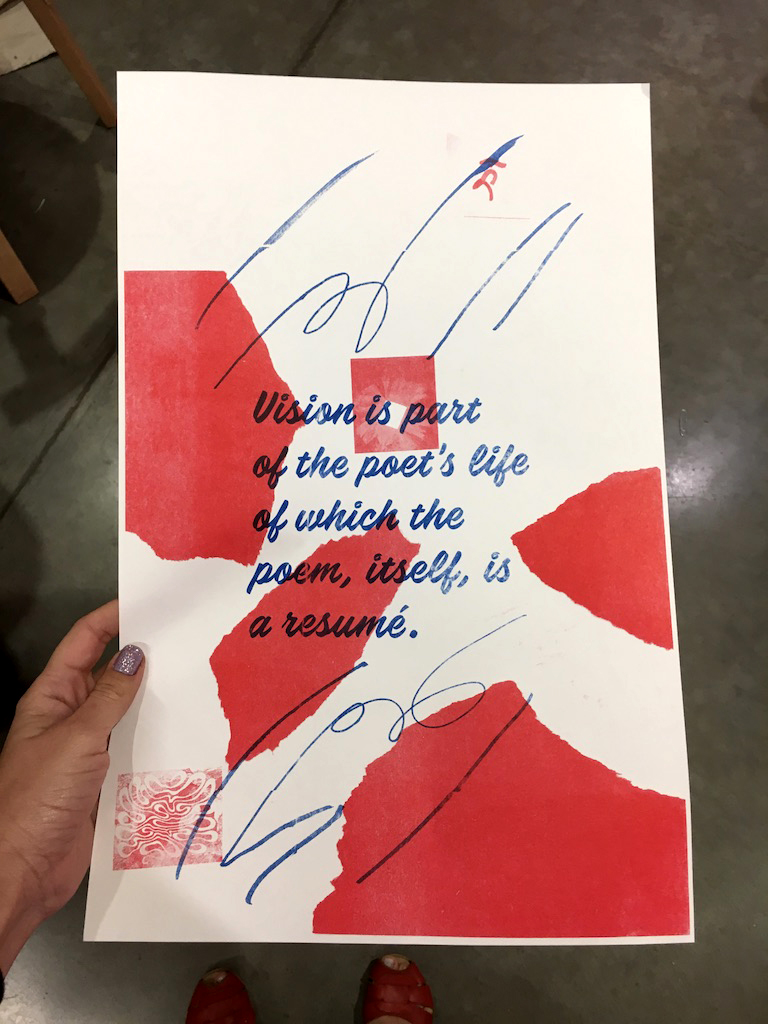 Vision is part
of the poet's life
of which the
poem, itself, is
a resumé.